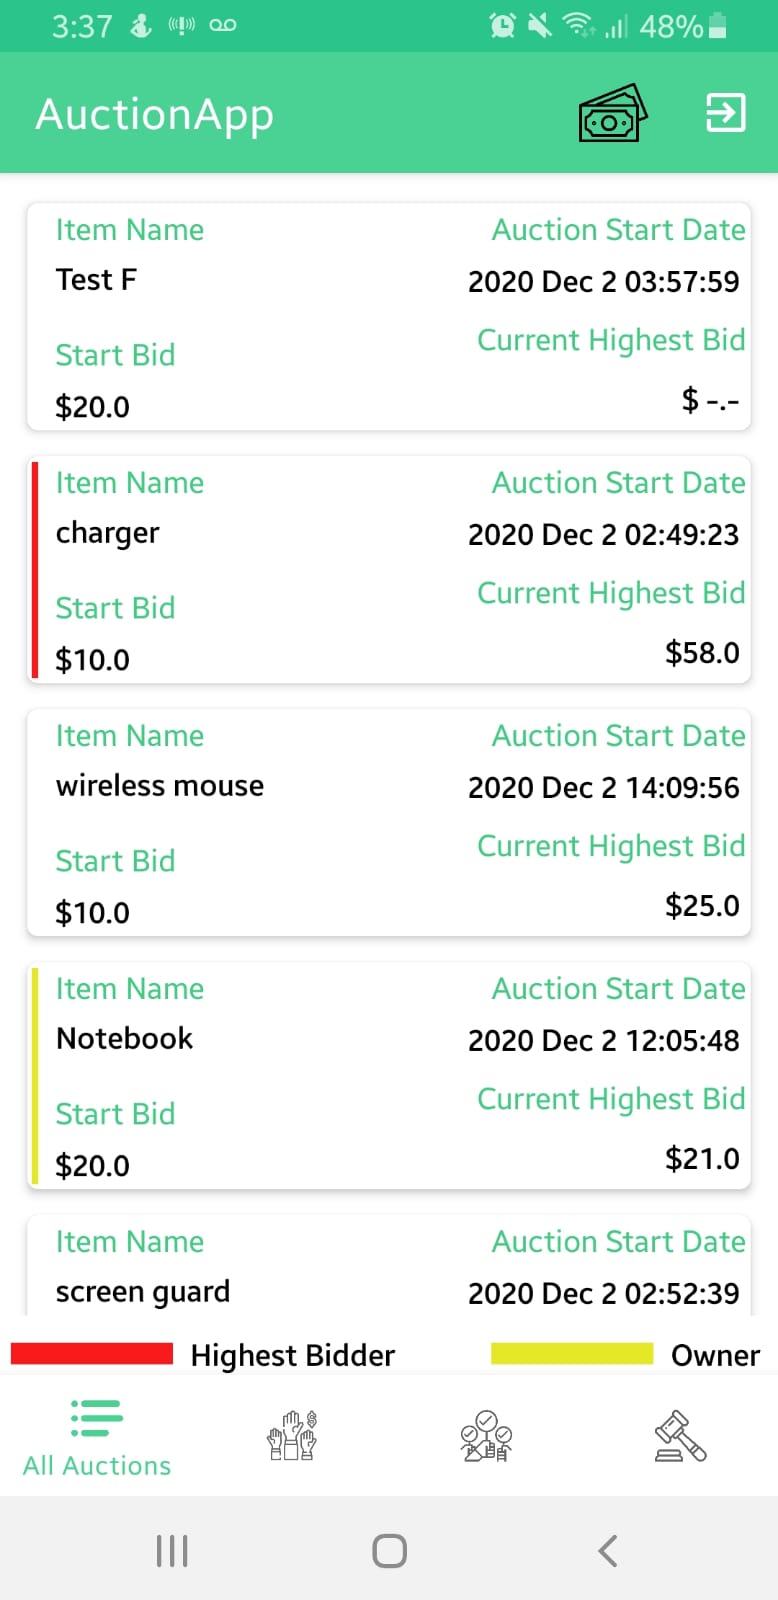 3:37 48%
AuctionApp
Item Name Auction Start Date
Test F 2020 Dec 2 03:57:59
Start Bid Current Highest Bid
$20.0 $ -.-
Item Name Auction Start Date
charger 2020 Dec 2 02:49:23
Start Bid Current Highest Bid
$10.0 $58.0
Item Name Auction Start Date
wireless mouse 2020 Dec 2 14:09:56
Start Bid Current Highest Bid
$10.0 $25.0
Item Name Auction Start Date
Notebook 2020 Dec 2 12:05:48
Start Bid Current Highest Bid
$20.0 $21.0
Item Name Auction Start Date
screen guard 2020 Dec 2 02:52:39
Highest Bidder Owner
All Auctions